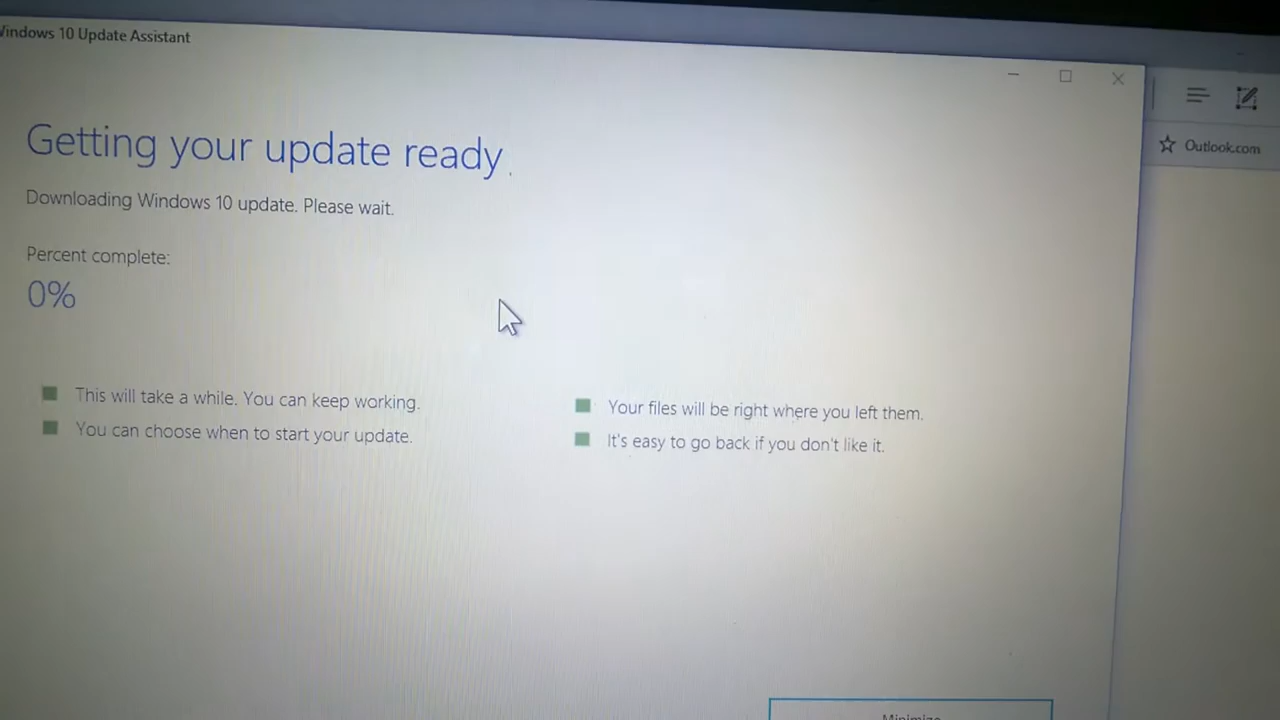 Windows 10 Update Assistant
Outlook.com
Getting your update ready
Downloading Windows 10 update. Please wait.
Percent complete:
0%
This will take a while. You can keep working.
You can choose when to start your update.
Your files will be right where you left them.
It's easy to go back if you don't like it.
Minimize